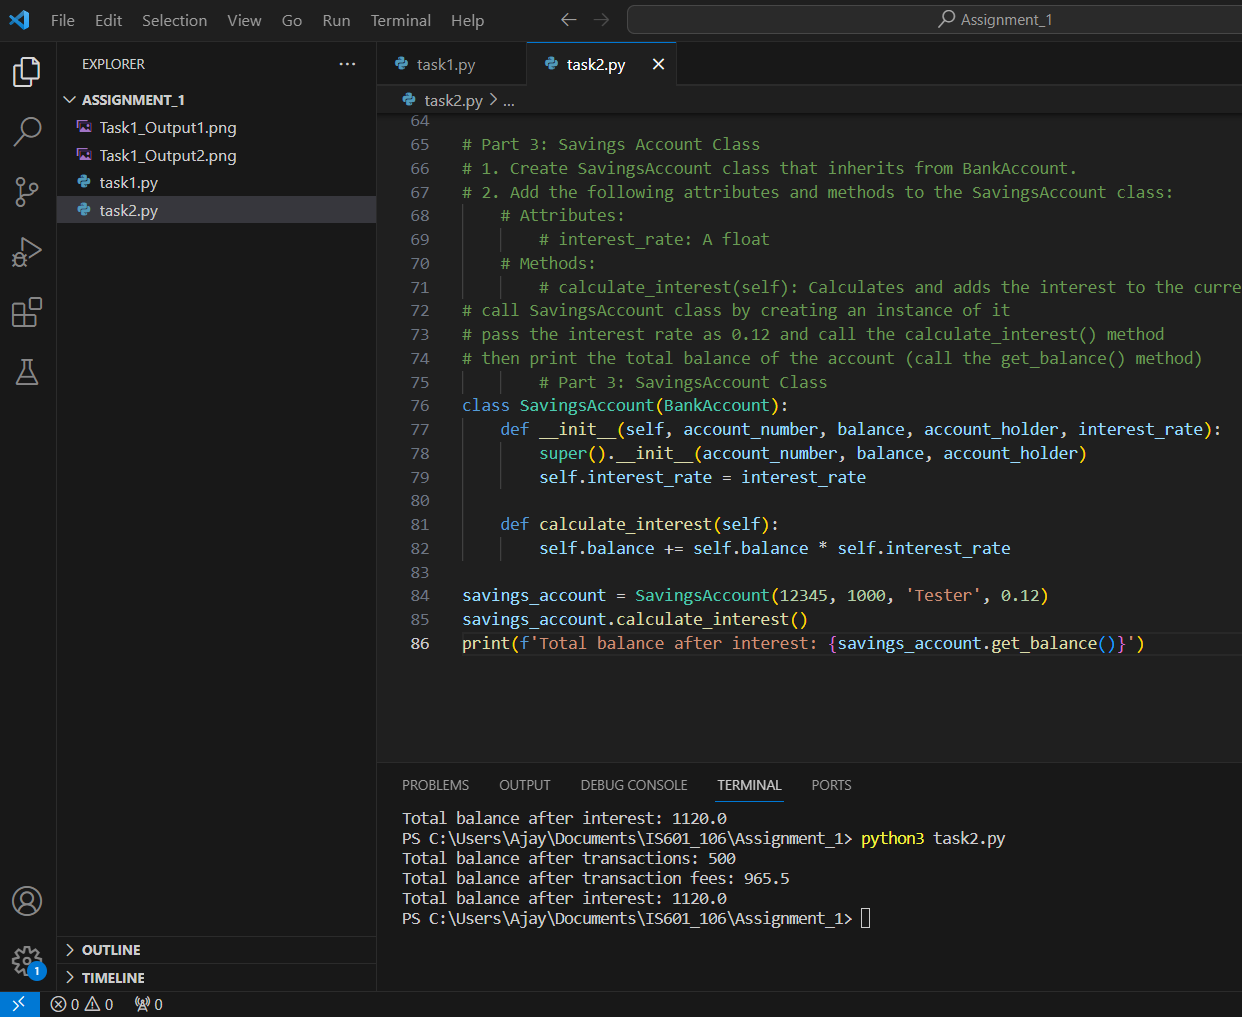 File Edit Selection View Go Run Terminal Help
Assignment_1
EXPLORER
ASSIGNMENT_1
Task1_Output1.png
Task1_Output2.png
task1.py
task2.py
task1.py
task2.py
task2.py > ...
64
65 # Part 3: Savings Account Class
66 # 1. Create SavingsAccount class that inherits from BankAccount.
67 # 2. Add the following attributes and methods to the SavingsAccount class:
68     # Attributes:
69         # interest_rate: A float
70     # Methods:
71         # calculate_interest(self): Calculates and adds the interest to the curre
72 # call SavingsAccount class by creating an instance of it
73 # pass the interest rate as 0.12 and call the calculate_interest() method
74 # then print the total balance of the account (call the get_balance() method)
75         # Part 3: SavingsAccount Class
76 class SavingsAccount(BankAccount):
77     def __init__(self, account_number, balance, account_holder, interest_rate):
78         super().__init__(account_number, balance, account_holder)
79         self.interest_rate = interest_rate
80
81     def calculate_interest(self):
82         self.balance += self.balance * self.interest_rate
83
84 savings_account = SavingsAccount(12345, 1000, 'Tester', 0.12)
85 savings_account.calculate_interest()
86 print(f'Total balance after interest: {savings_account.get_balance()}')
PROBLEMS OUTPUT DEBUG CONSOLE TERMINAL PORTS
Total balance after interest: 1120.0
PS C:\Users\Ajay\Documents\IS601_106\Assignment_1> python3 task2.py
Total balance after transactions: 500
Total balance after transaction fees: 965.5
Total balance after interest: 1120.0
PS C:\Users\Ajay\Documents\IS601_106\Assignment_1>
OUTLINE
TIMELINE
1
0 0 0